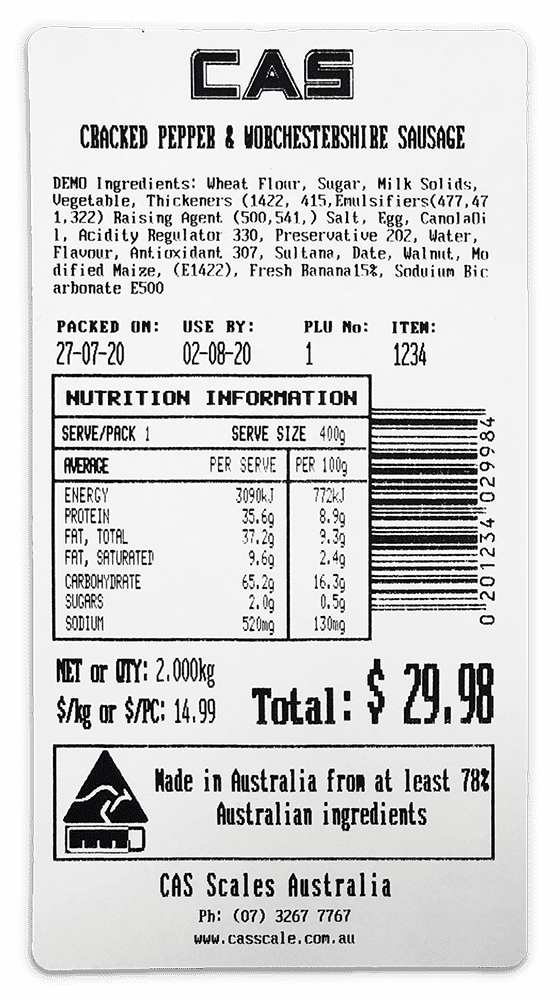 CAS
CRACKED PEPPER & WORCHESTERSHIRE SAUSAGE
DEMO Ingredients: Wheat Flour, Sugar, Milk Solids,
Vegetable, Thickeners (1422, 415,Emulsifiers(477,47
1,322) Raising Agent (500,541,) Salt, Egg, CanolaOi
l, Acidity Regulator 330, Preservative 202, Water,
Flavour, Antioxidant 307, Sultana, Date, Walnut, Mo
dified Maize, (E1422), Fresh Banana15%, Soduium Bic
arbonate E500
PACKED ON: USE BY: PLU No: ITEM:
27-07-20 02-08-20 1 1234
NUTRITION INFORMATION
SERVE/PACK 1 SERVE SIZE 400g
AVERAGE PER SERVE PER 100g
ENERGY 3090kJ 772kJ
PROTEIN 35.6g 8.9g
FAT, TOTAL 37.2g 9.3g
FAT, SATURATED 9.6g 2.4g
CARBOHYDRATE 65.2g 16.3g
SUGARS 2.0g 0.5g
SODIUM 520mg 130mg
0 201234 029984
NET or QTY: 2.000kg
$/kg or $/PC: 14.99 Total: $ 29.98
Made in Australia from at least 78%
Australian ingredients
CAS Scales Australia
Ph: (07) 3267 7767
www.casscale.com.au